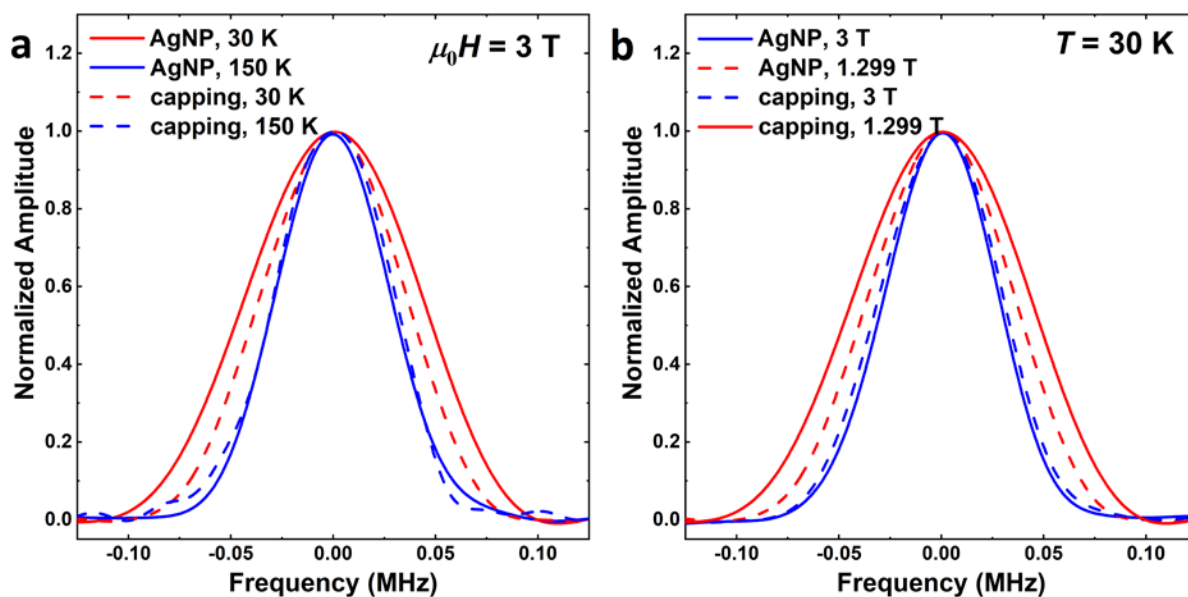 a
AgNP, 30 K
AgNP, 150 K
capping, 30 K
capping, 150 K
μ₀H = 3 T
1.2
1.0
0.8
0.6
0.4
0.2
0.0
Normalized Amplitude
-0.10 -0.05 0.00 0.05 0.10
Frequency (MHz)
b
AgNP, 3 T
AgNP, 1.299 T
capping, 3 T
capping, 1.299 T
T = 30 K
1.2
1.0
0.8
0.6
0.4
0.2
0.0
Normalized Amplitude
-0.10 -0.05 0.00 0.05 0.10
Frequency (MHz)